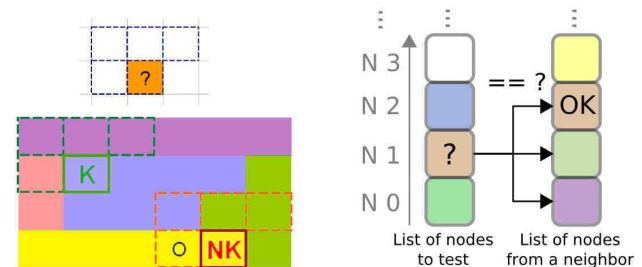 ?
K
O NK
⋮ ⋮ ⋮
N 3
== ?
N 2 OK
N 1 ?
N 0
List of nodes to test
List of nodes from a neighbor